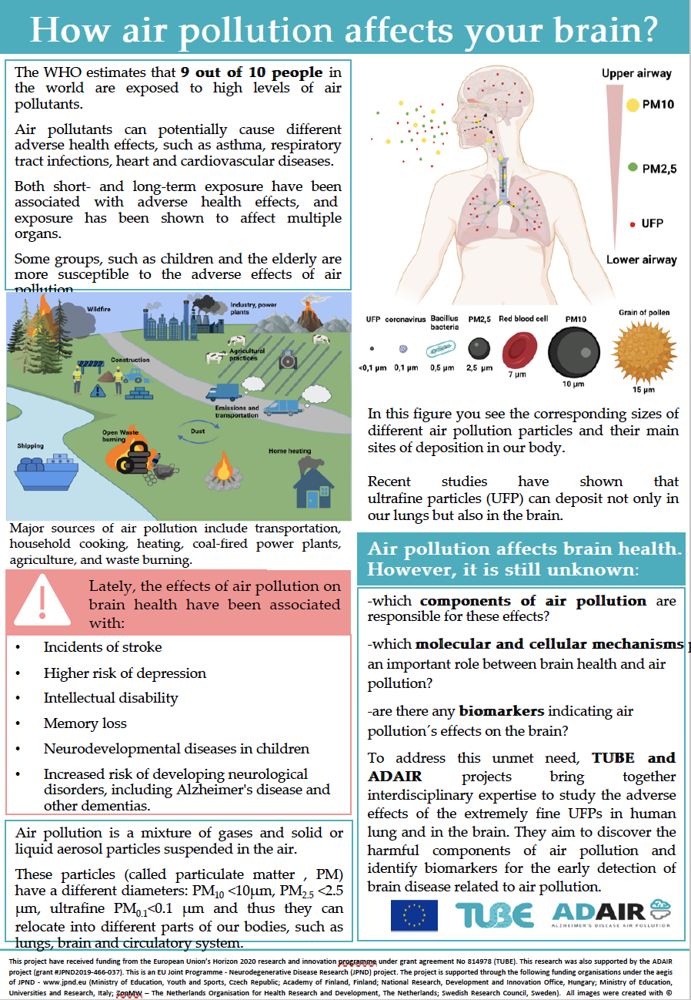 How air pollution affects your brain?
The WHO estimates that 9 out of 10 people in
the world are exposed to high levels of air
pollutants.
Air pollutants can potentially cause different
adverse health effects, such as asthma, respiratory
tract infections, heart and cardiovascular diseases.
Both short- and long-term exposure have been
associated with adverse health effects, and
exposure has been shown to affect multiple
organs.
Some groups, such as children and the elderly are
more susceptible to the adverse effects of air
pollution
Wildfire
Industry, power
plants
Agricultural
practices
Construction
Emissions and
transportation
Open Waste
burning
Dust
Shipping
Home heating
Major sources of air pollution include transportation,
household cooking, heating, coal-fired power plants,
agriculture, and waste burning.
Lately, the effects of air pollution on
brain health have been associated
with:
• Incidents of stroke
• Higher risk of depression
• Intellectual disability
• Memory loss
• Neurodevelopmental diseases in children
• Increased risk of developing neurological
disorders, including Alzheimer's disease and
other dementias.
Air pollution is a mixture of gases and solid or
liquid aerosol particles suspended in the air.
These particles (called particulate matter , PM)
have a different diameters: PM10 <10µm, PM2.5 <2.5
µm, ultrafine PM0.1<0.1 µm and thus they can
relocate into different parts of our bodies, such as
lungs, brain and circulatory system.
Upper airway
PM10
PM2,5
UFP
Lower airway
UFP coronavirus Bacillus bacteria PM2,5 Red blood cell PM10 Grain of pollen
<0,1 µm 0,1 µm 0,5 µm 2,5 µm 7 µm 10 µm 15 µm
In this figure you see the corresponding sizes of
different air pollution particles and their main
sites of deposition in our body.
Recent studies have shown that
ultrafine particles (UFP) can deposit not only in
our lungs but also in the brain.
Air pollution affects brain health.
However, it is still unknown:
-which components of air pollution are
responsible for these effects?
-which molecular and cellular mechanisms
an important role between brain health and air
pollution?
-are there any biomarkers indicating air
pollution´s effects on the brain?
To address this unmet need, TUBE and
ADAIR projects bring together
interdisciplinary expertise to study the adverse
effects of the extremely fine UFPs in human
lung and in the brain. They aim to discover the
harmful components of air pollution and
identify biomarkers for the early detection of
brain disease related to air pollution.
TUBE
ADAIR
ALZHEIMER'S DISEASE AIR POLLUTION
This project have received funding from the European Union's Horizon 2020 research and innovation programme under grant agreement No 814978 (TUBE). This research was also supported by the ADAIR
project (grant #JPND2019-466-037). This is an EU Joint Programme - Neurodegenerative Disease Research (JPND) project. The project is supported through the following funding organisations under the aegis
of JPND - www.jpnd.eu (Ministry of Education, Youth and Sports, Czech Republic; Academy of Finland, Finland; National Research, Development and Innovation Office, Hungary; Ministry of Education,
Universities and Research, Italy; ZonMW – The Netherlands Organisation for Health Research and Development, The Netherlands; Swedish Research Council, Sweden). All images were created with ©